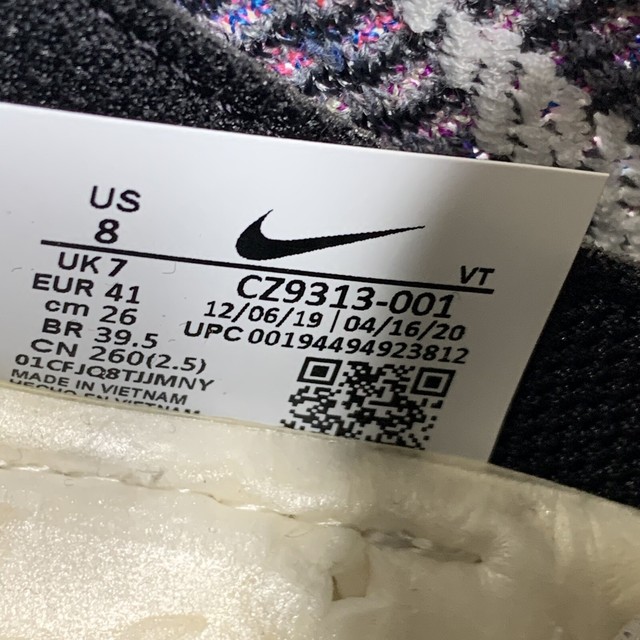 US
8
UK 7
EUR 41
cm 26
BR 39.5
CN 260(2.5)
01CFJQ8TJJMNY
MADE IN VIETNAM
VT
CZ9313-001
12/06/19 | 04/16/20
UPC 00194494923812